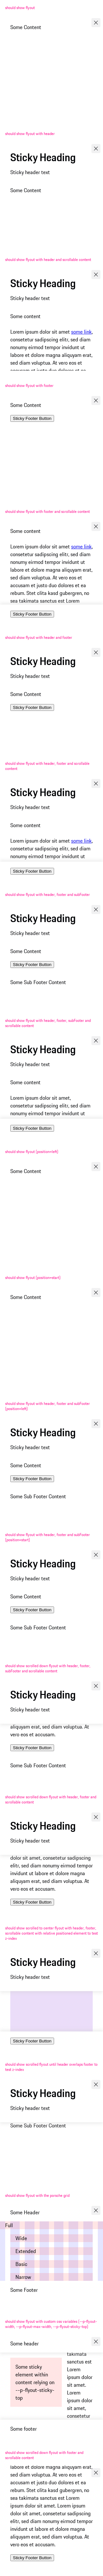 should show flyout
Some Content
should show flyout with header
Sticky Heading
Sticky header text
Some Content
should show flyout with header and scrollable content
Sticky Heading
Sticky header text
Some content
Lorem ipsum dolor sit amet some link,
consetetur sadipscing elitr, sed diam
nonumy eirmod tempor invidunt ut
labore et dolore magna aliquyam
erat, sed diam voluptua. At vero eos
should show flyout with footer
Some Content
Sticky Footer Button
should show flyout with footer and scrollable content
Some content
Lorem ipsum dolor sit amet some link,
consetetur sadipscing elitr, sed diam
nonumy eirmod tempor invidunt ut
labore et dolore magna aliquyam
erat, sed diam voluptua. At vero eos et
accusam et justo duo dolores et ea
rebum. Stet clita kasd gubergren, no
sea takimata sanctus est Lorem
Sticky Footer Button
should show flyout with header and footer
Sticky Heading
Sticky header text
Some Content
Sticky Footer Button
should show flyout with header, footer and scrollable
content
Sticky Heading
Sticky header text
Some content
Lorem ipsum dolor sit amet some link,
consetetur sadipscing elitr, sed diam
nonumy eirmod tempor invidunt ut
Sticky Footer Button
should show flyout with header, footer and subFooter
Sticky Heading
Sticky header text
Some Content
Sticky Footer Button
Some Sub Footer Content
should show flyout with header, footer, subFooter and
scrollable content
Sticky Heading
Sticky header text
Some content
Lorem ipsum dolor sit amet,
consetetur sadipscing elitr, sed diam
nonumy eirmod tempor invidunt ut
Sticky Footer Button
should show flyout (position=left)
Some Content
should show flyout (position=start)
Some Content
should show flyout with header, footer and subFooter
(position=left)
Sticky Heading
Sticky header text
Some Content
Sticky Footer Button
Some Sub Footer Content
should show flyout with header, footer and subFooter
(position=start)
Sticky Heading
Sticky header text
Some Content
Sticky Footer Button
Some Sub Footer Content
should show scrolled down flyout with header, footer,
subFooter and scrollable content
Sticky Heading
Sticky header text
aliquyam erat, sed diam voluptua. At
vero eos et accusam.
Sticky Footer Button
Some Sub Footer Content
should show scrolled down flyout with header, footer and
scrollable content
Sticky Heading
Sticky header text
dolor sit amet, consetetur sadipscing
elitr, sed diam nonumy eirmod tempor
invidunt ut labore et dolore magna
aliquyam erat, sed diam voluptua. At
vero eos et accusam.
Sticky Footer Button
should show scrolled to center flyout with header, footer,
scrollable content with relative positioned element to test
z-index
Sticky Heading
Sticky header text
Sticky Footer Button
should show scrolled flyout until header overlaps footer to
test z-index
Sticky Heading
Sticky header text
Some Sub Footer Content
should show flyout with the porsche grid
Some Header
Full
Wide
Extended
Basic
Narrow
Some Footer
should show flyout with custom css variables (--p-flyout-
width, --p-flyout-max-width, --p-flyout-sticky-top)
Some header
Some sticky
element within
content relying on
--p-flyout-sticky-
top
takimata
sanctus est
Lorem
ipsum dolor
sit amet.
Lorem
ipsum dolor
sit amet,
consetetur
Some footer
should show scrolled down flyout with footer and
scrollable content
labore et dolore magna aliquyam
erat, sed diam voluptua. At vero eos et
accusam et justo duo dolores et ea
rebum. Stet clita kasd gubergren, no
sea takimata sanctus est Lorem
ipsum dolor sit amet. Lorem ipsum
dolor sit amet, consetetur sadipscing
elitr, sed diam nonumy eirmod tempor
invidunt ut labore et dolore magna
aliquyam erat, sed diam voluptua. At
vero eos et accusam.
Sticky Footer Button